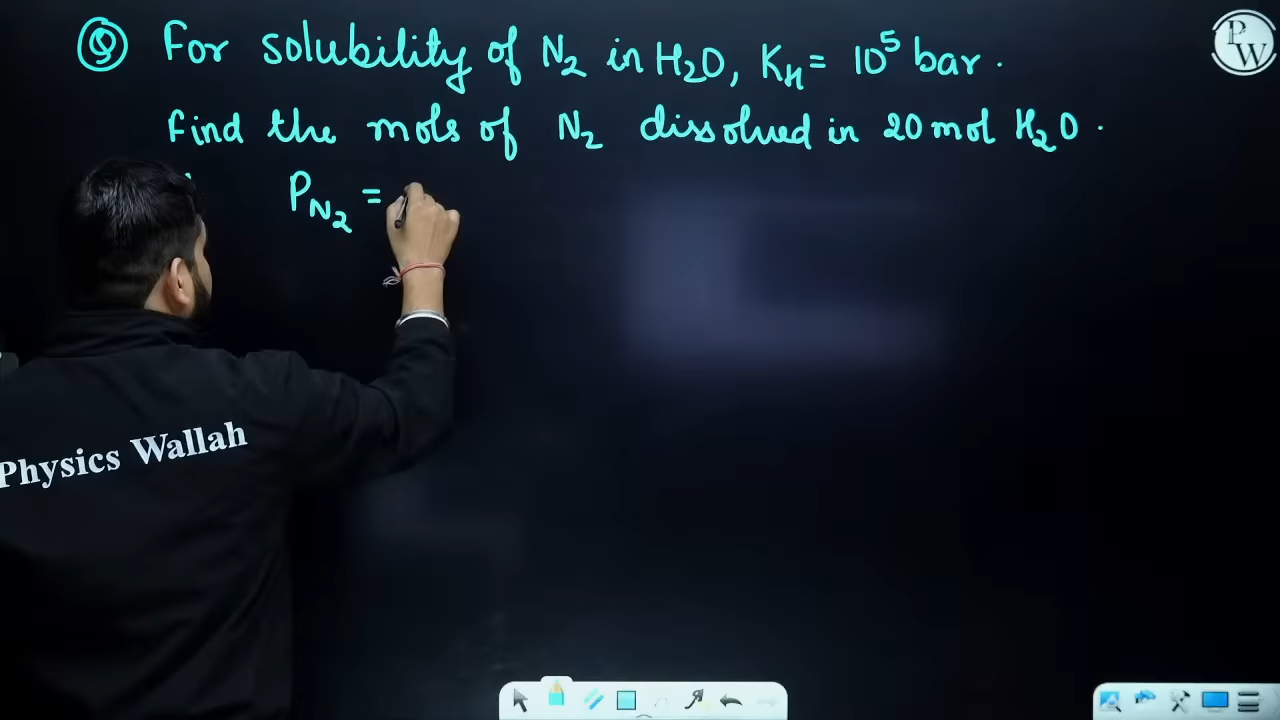 Q For solubility of N₂ in H₂O, K_H = 10⁵ bar.
find the mols of N₂ dissolved in 20 mol H₂O.
P_N₂ =
Physics Wallah
PW